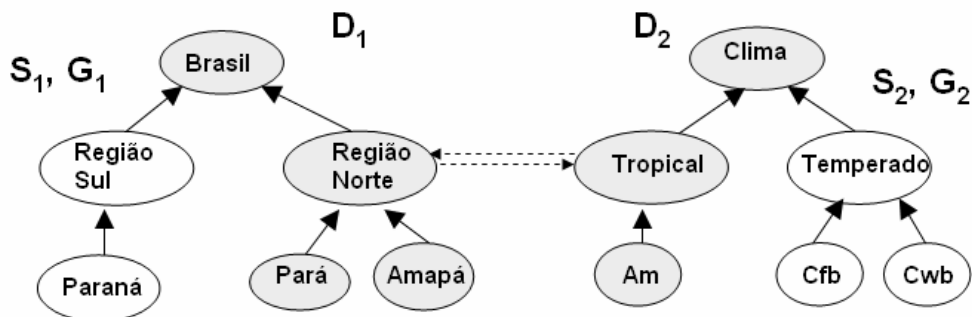 D1
D2
Brasil
Clima
S1, G1
S2, G2
Região
Sul
Região
Norte
Tropical
Temperado
Paraná
Pará
Amapá
Am
Cfb
Cwb